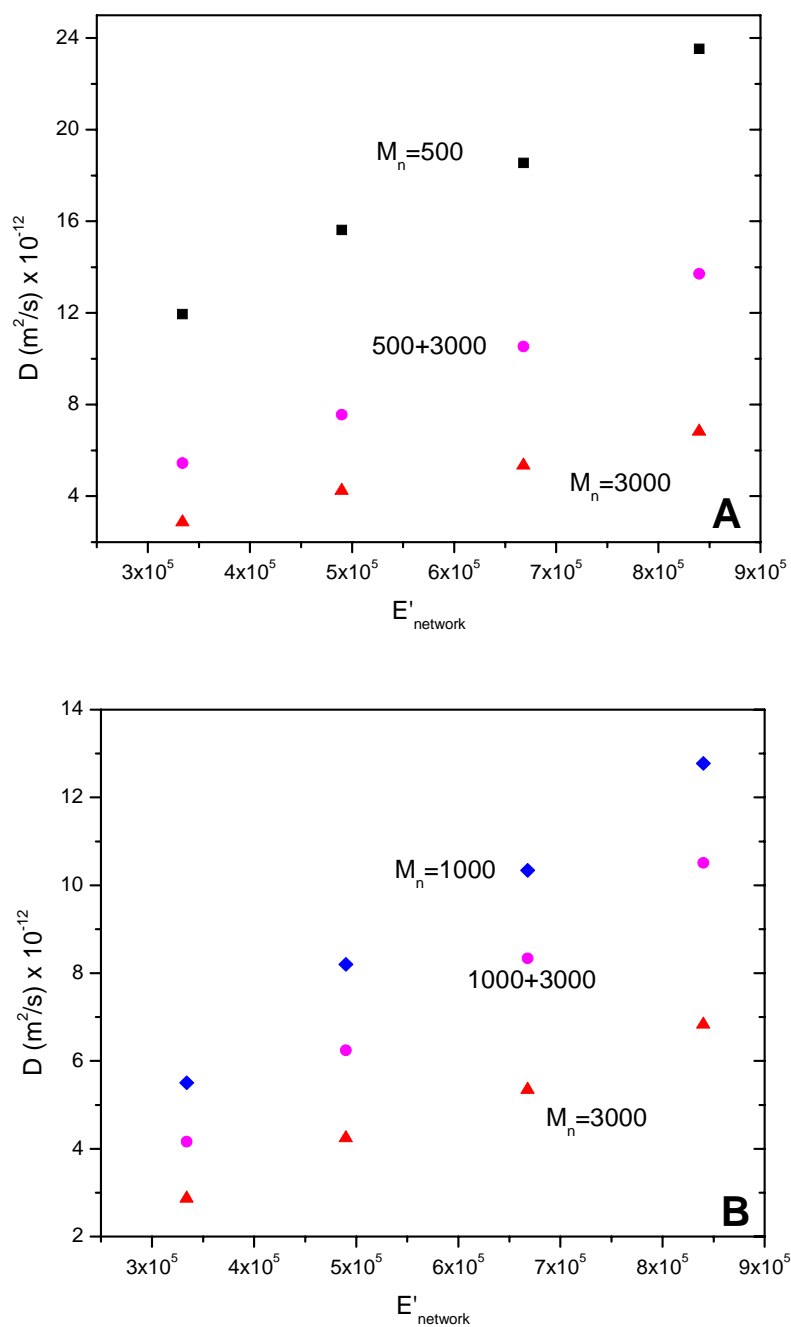 24
20
16
12
8
4
D (m²/s) x 10⁻¹²
Mₙ=500
500+3000
Mₙ=3000
A
3x10⁵ 4x10⁵ 5x10⁵ 6x10⁵ 7x10⁵ 8x10⁵ 9x10⁵
E'network
14
12
10
8
6
4
2
D (m²/s) x 10⁻¹²
Mₙ=1000
1000+3000
Mₙ=3000
B
3x10⁵ 4x10⁵ 5x10⁵ 6x10⁵ 7x10⁵ 8x10⁵ 9x10⁵
E'network